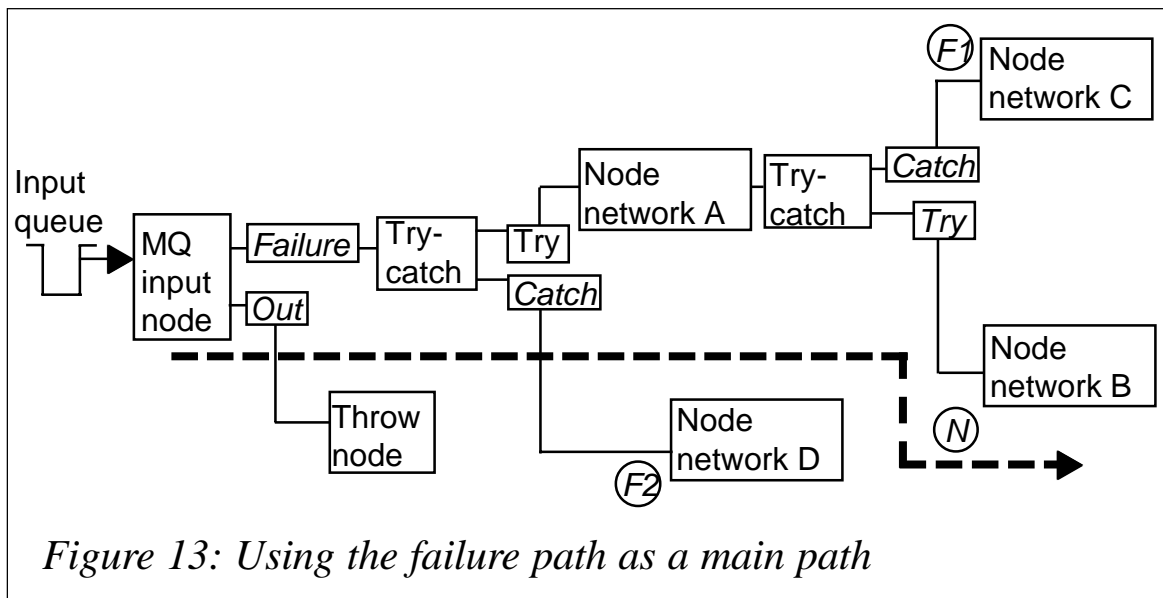 F1
Node
network C
Catch
Node
network A
Try-
catch
Input
queue
MQ
input
node
Failure
Try-
catch
Try
Try
Out
Catch
Node
network B
Throw
node
Node
network D
N
F2
Figure 13: Using the failure path as a main path